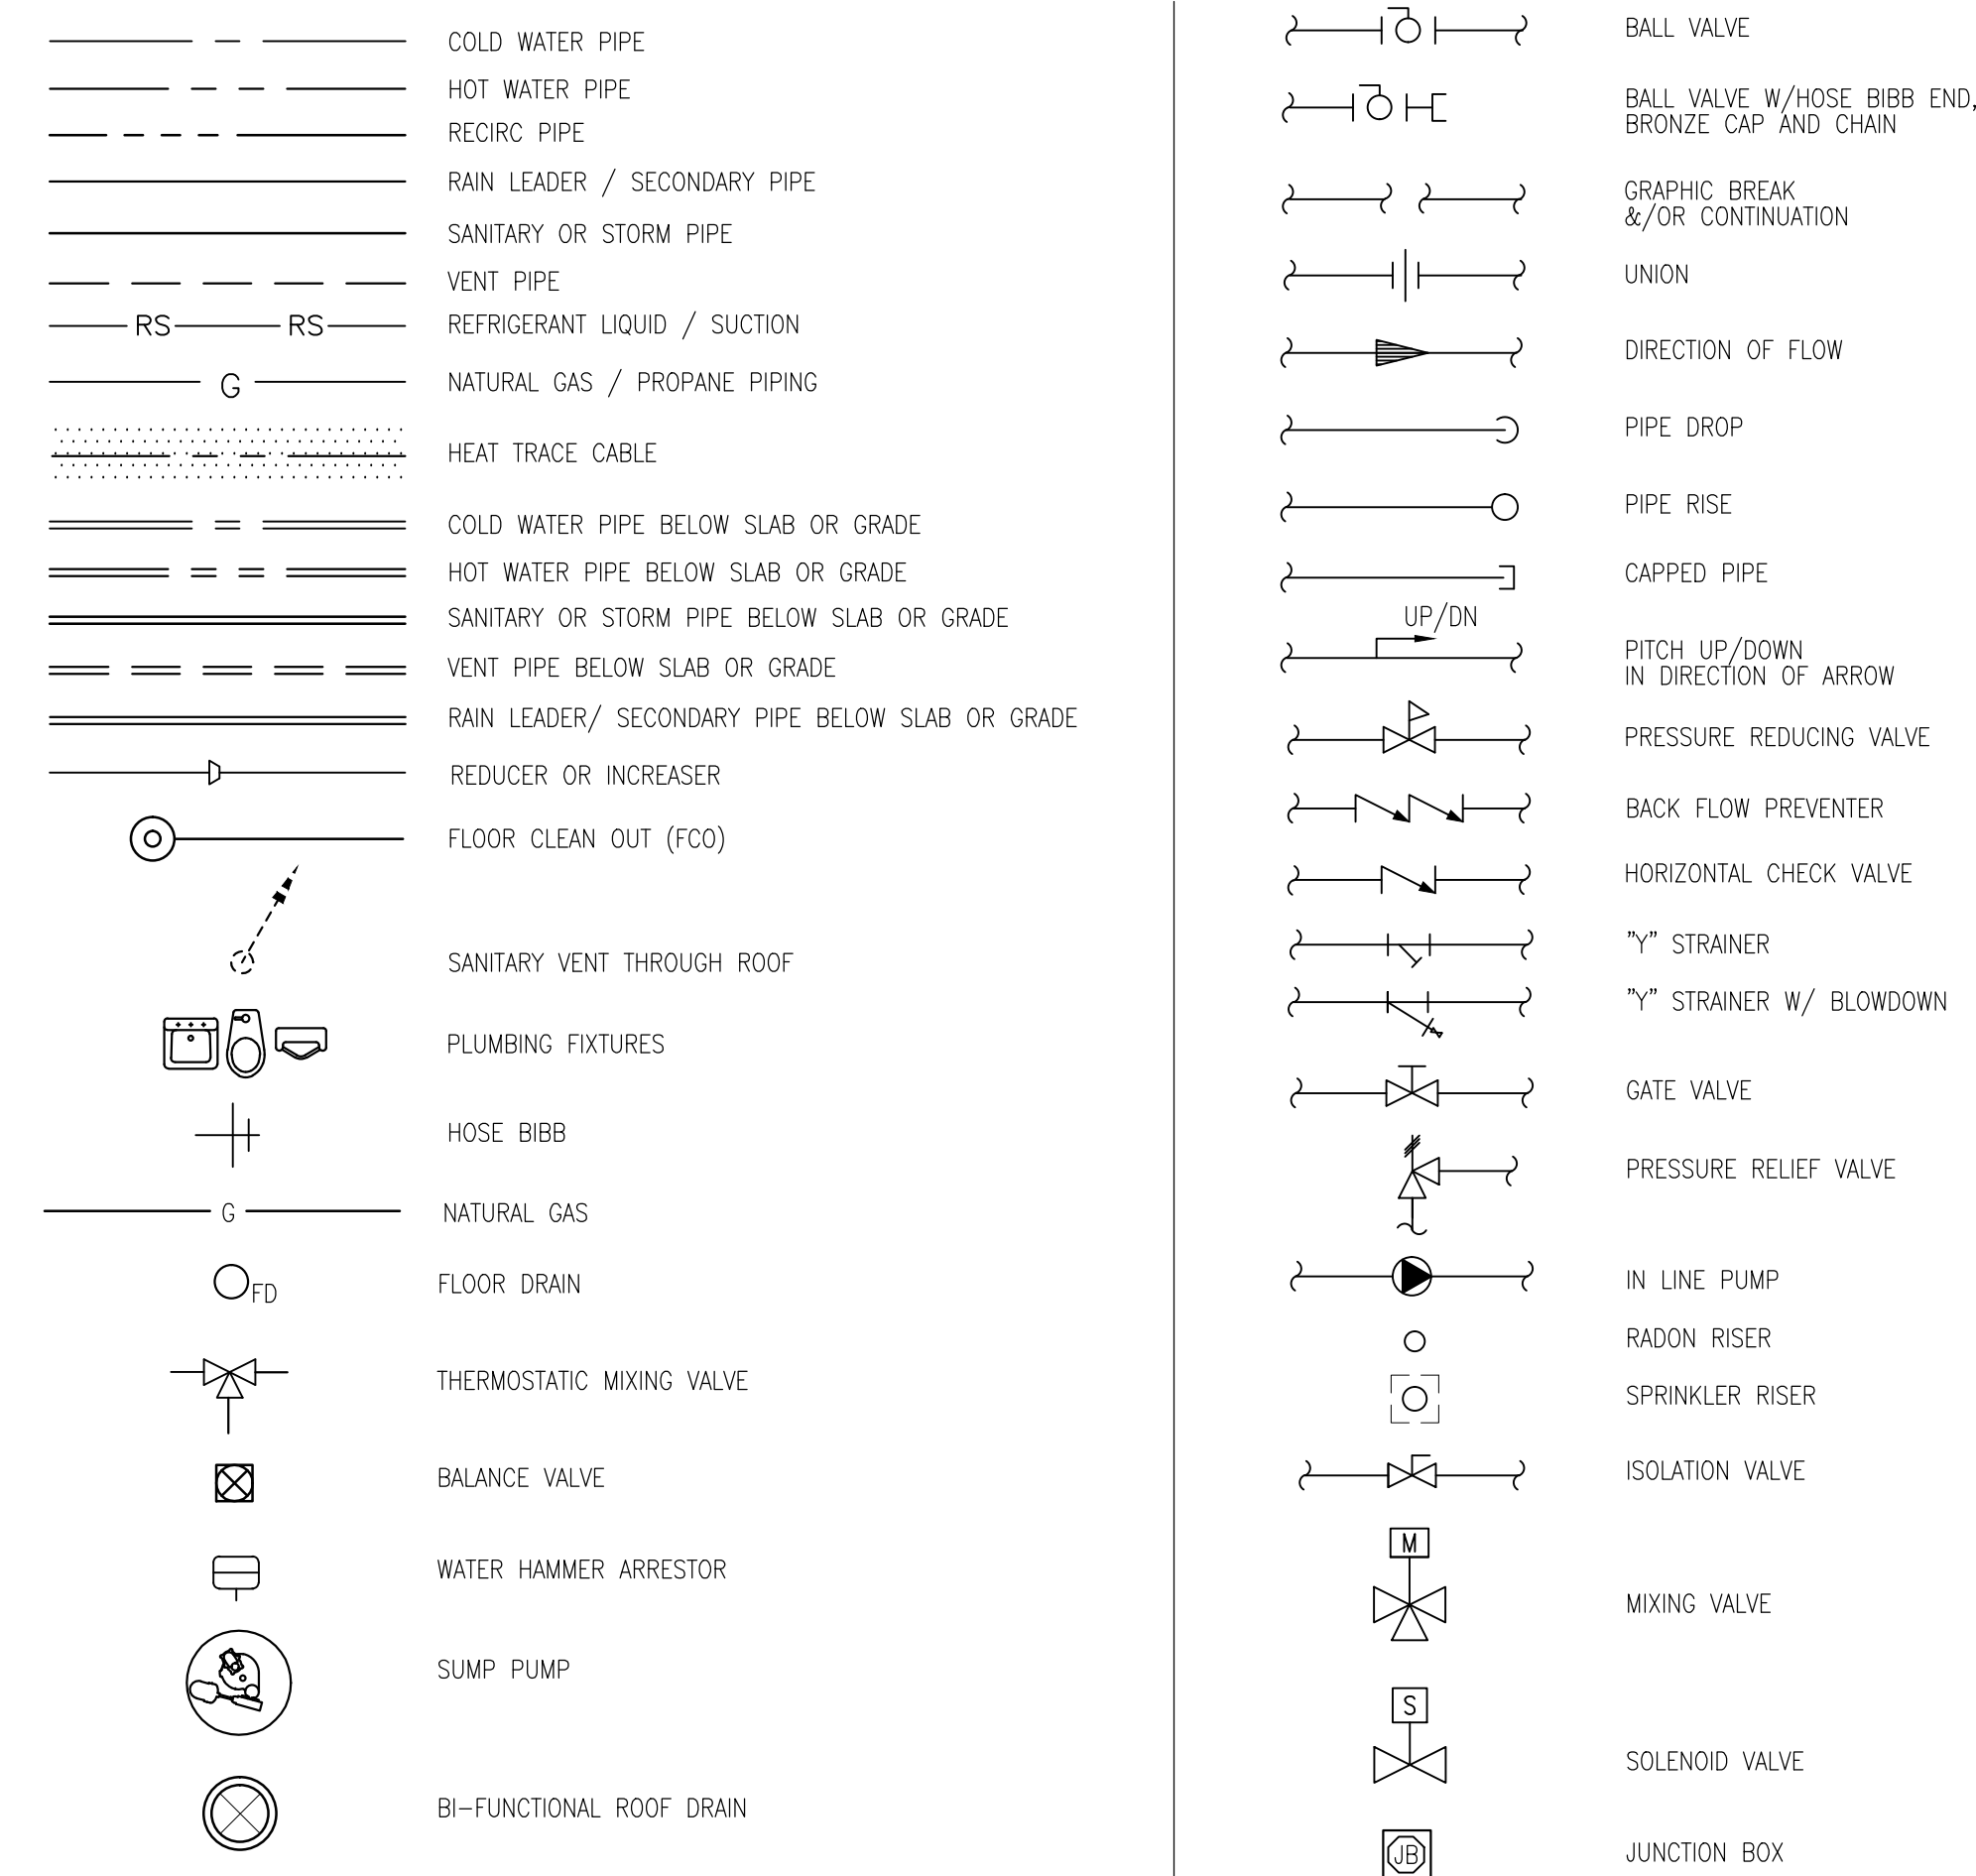 COLD WATER PIPE
HOT WATER PIPE
RECIRC PIPE
RAIN LEADER / SECONDARY PIPE
SANITARY OR STORM PIPE
VENT PIPE
RS RS REFRIGERANT LIQUID / SUCTION
G NATURAL GAS / PROPANE PIPING
HEAT TRACE CABLE
COLD WATER PIPE BELOW SLAB OR GRADE
HOT WATER PIPE BELOW SLAB OR GRADE
SANITARY OR STORM PIPE BELOW SLAB OR GRADE
VENT PIPE BELOW SLAB OR GRADE
RAIN LEADER/ SECONDARY PIPE BELOW SLAB OR GRADE
REDUCER OR INCREASER
FLOOR CLEAN OUT (FCO)
SANITARY VENT THROUGH ROOF
PLUMBING FIXTURES
HOSE BIBB
G NATURAL GAS
FD FLOOR DRAIN
THERMOSTATIC MIXING VALVE
BALANCE VALVE
WATER HAMMER ARRESTOR
SUMP PUMP
BI-FUNCTIONAL ROOF DRAIN
BALL VALVE
BALL VALVE W/HOSE BIBB END,
BRONZE CAP AND CHAIN
GRAPHIC BREAK
&/OR CONTINUATION
UNION
DIRECTION OF FLOW
PIPE DROP
PIPE RISE
CAPPED PIPE
UP/DN
PITCH UP/DOWN
IN DIRECTION OF ARROW
PRESSURE REDUCING VALVE
BACK FLOW PREVENTER
HORIZONTAL CHECK VALVE
"Y" STRAINER
"Y" STRAINER W/ BLOWDOWN
GATE VALVE
PRESSURE RELIEF VALVE
IN LINE PUMP
RADON RISER
SPRINKLER RISER
ISOLATION VALVE
M
MIXING VALVE
S
SOLENOID VALVE
JB JUNCTION BOX